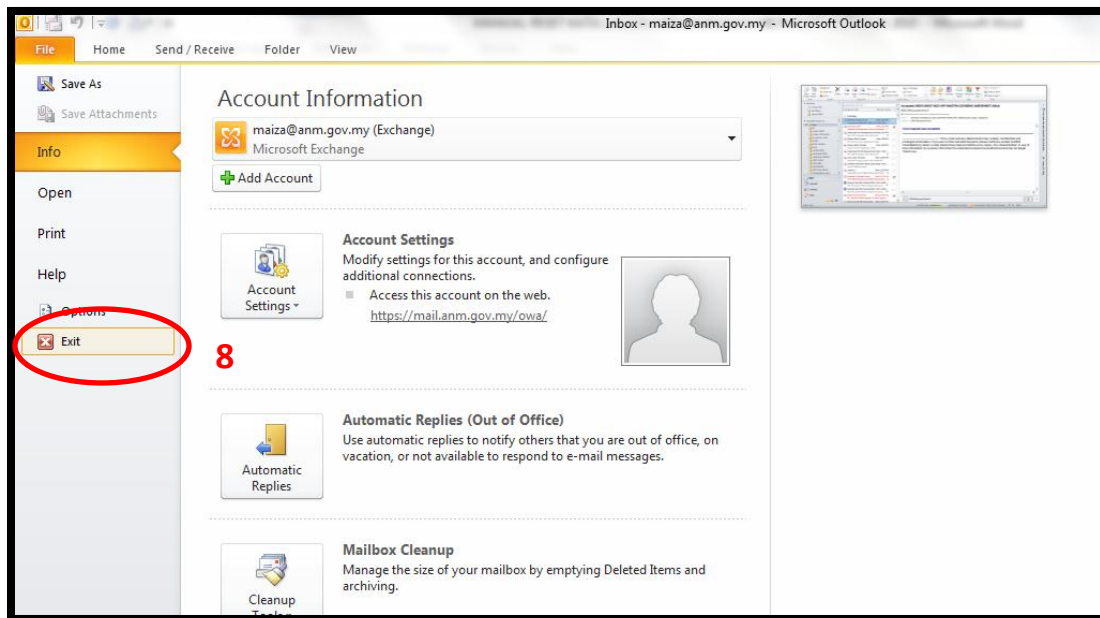 Inbox - maiza@anm.gov.my - Microsoft Outlook
File Home Send / Receive Folder View
Save As
Save Attachments
Info
Open
Print
Help
Options
Exit
8
Account Information
maiza@anm.gov.my (Exchange)
Microsoft Exchange
Add Account
Account Settings
Account Settings
Modify settings for this account, and configure
additional connections.
Access this account on the web.
https://mail.anm.gov.my/owa/
Automatic
Replies
Automatic Replies (Out of Office)
Use automatic replies to notify others that you are out of office, on
vacation, or not available to respond to e-mail messages.
Cleanup
Mailbox Cleanup
Manage the size of your mailbox by emptying Deleted Items and
archiving.